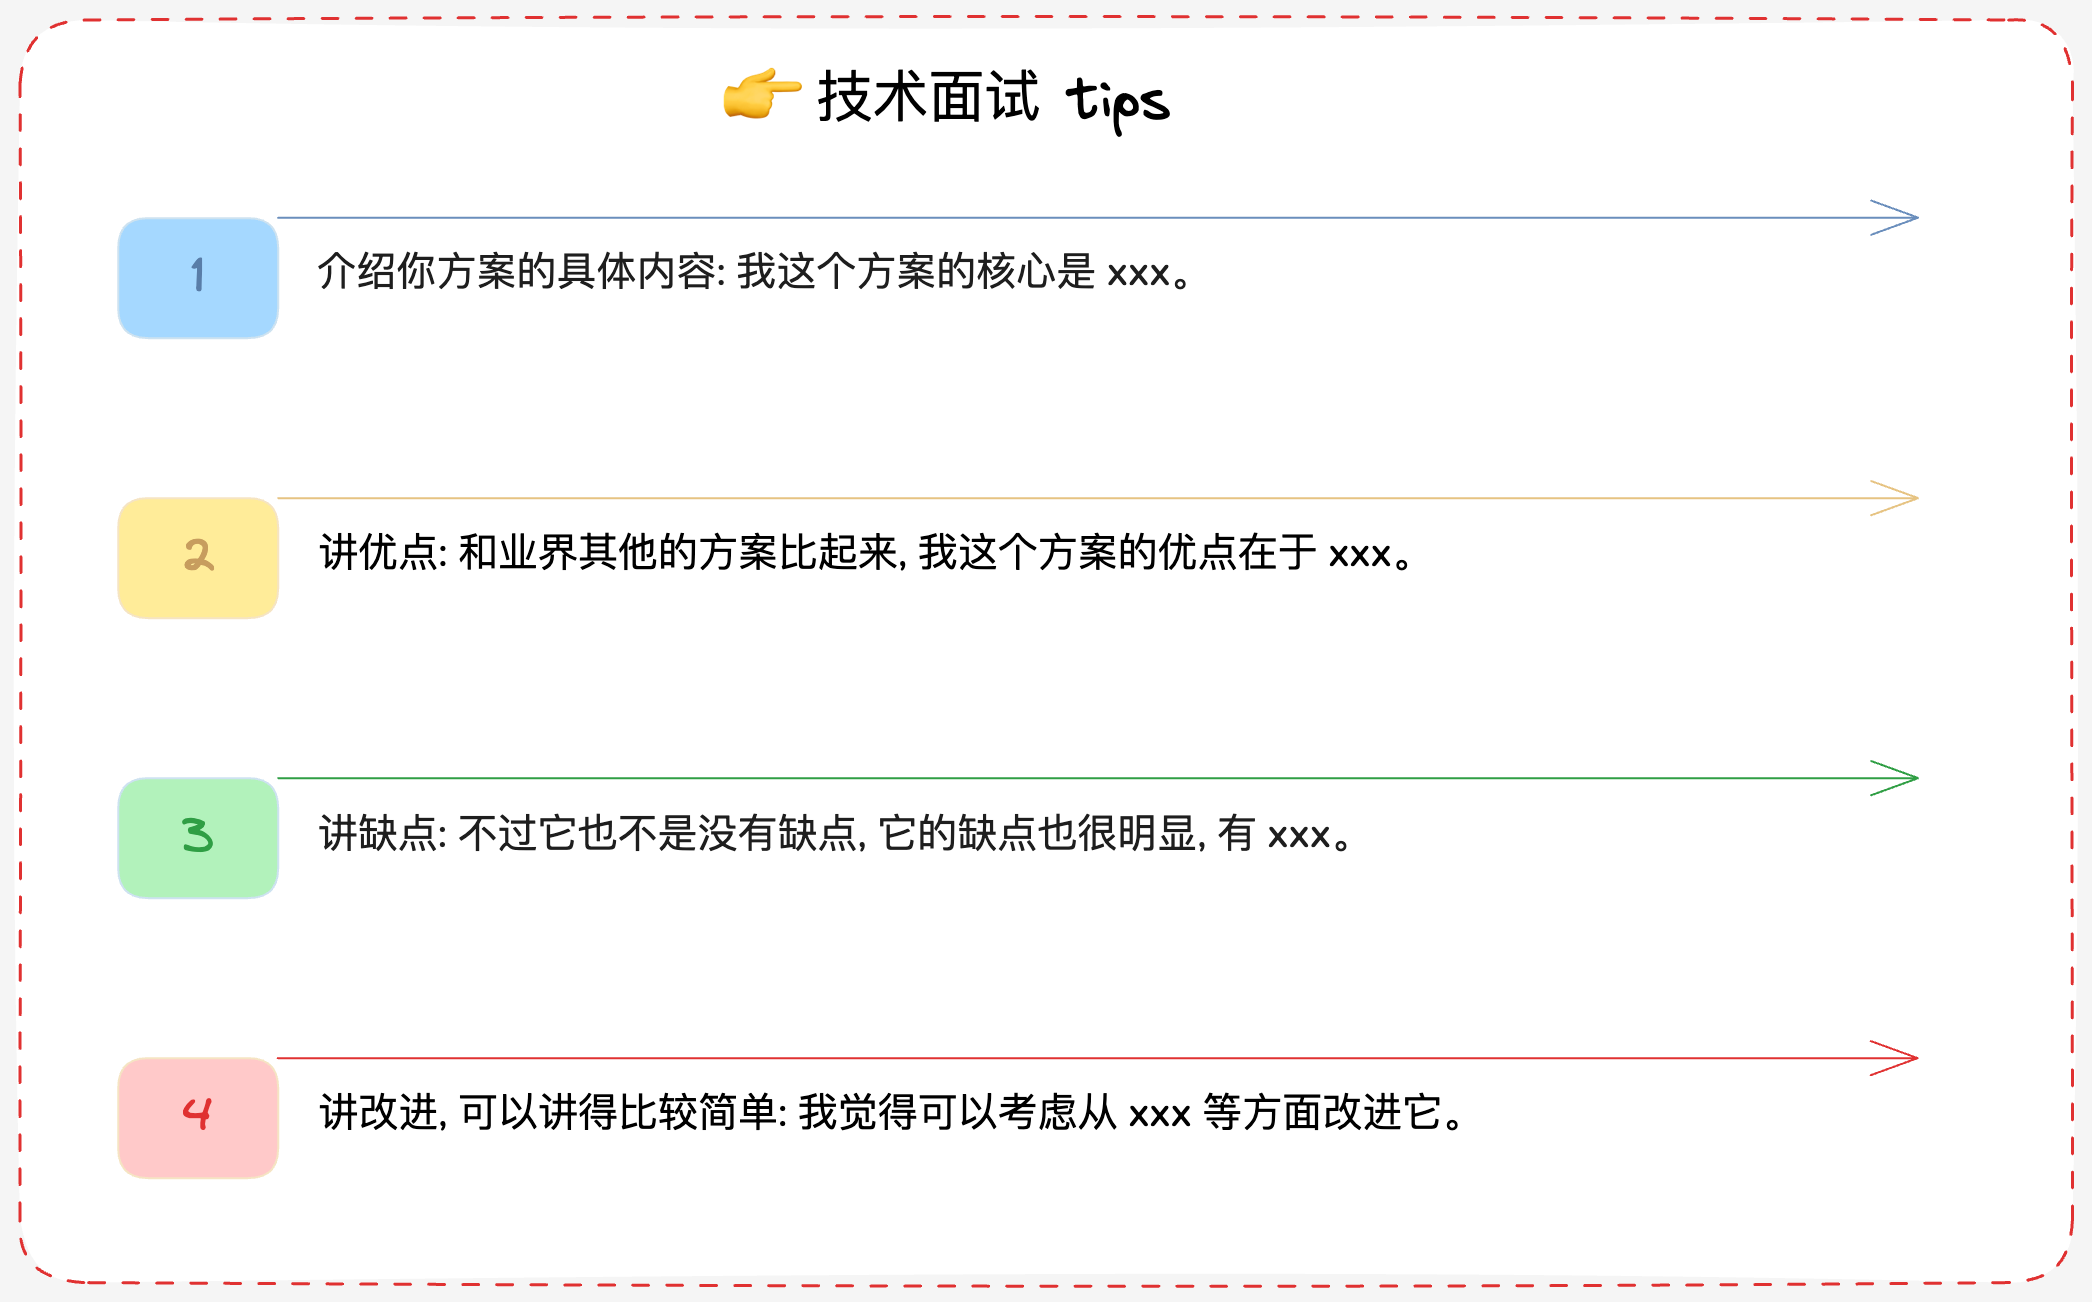 👉 技术面试 tips
1
介绍你方案的具体内容: 我这个方案的核心是 xxx。
2
讲优点: 和业界其他的方案比起来, 我这个方案的优点在于 xxx。
3
讲缺点: 不过它也不是没有缺点, 它的缺点也很明显, 有 xxx。
4
讲改进, 可以讲得比较简单: 我觉得可以考虑从 xxx 等方面改进它。